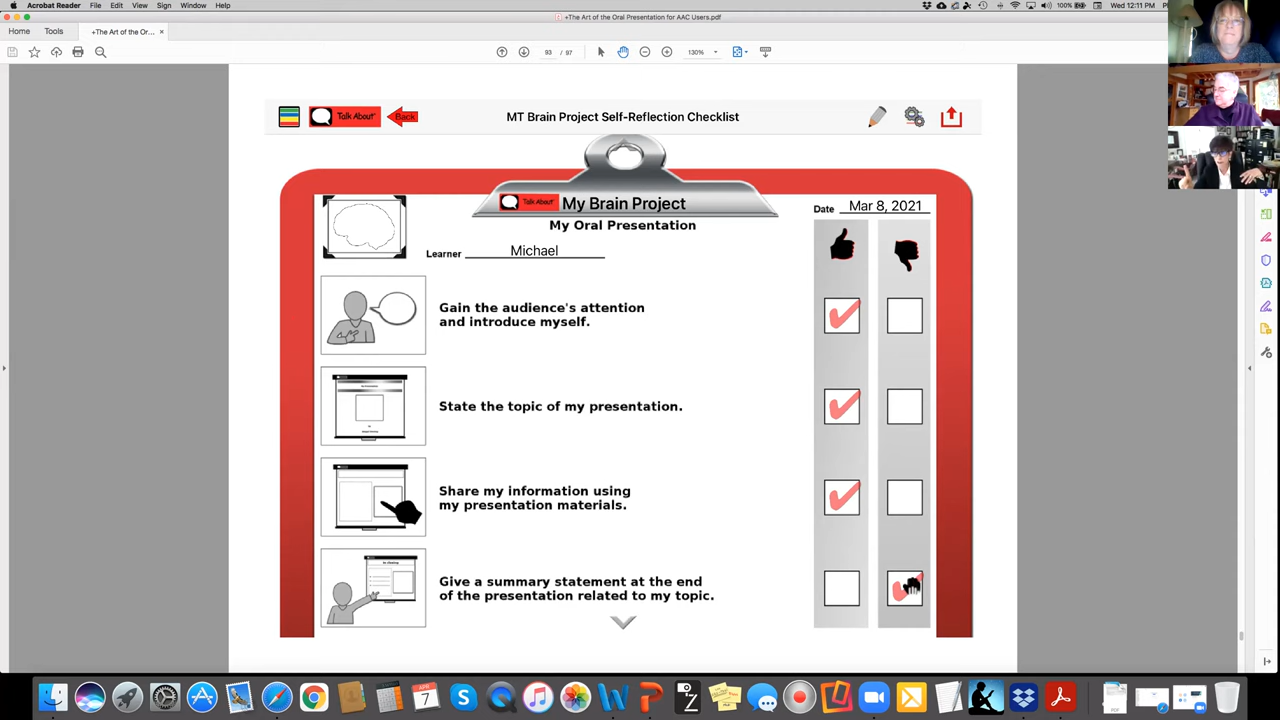 Acrobat Reader File Edit View Sign Window Help
100% Wed 12:11 PM
+The Art of the Oral Presentation for AAC Users.pdf
Home Tools +The Art of the Or... ×
93 / 97 130%
Talk About Back MT Brain Project Self-Reflection Checklist
Talk About My Brain Project
Date Mar 8, 2021
My Oral Presentation
Learner Michael
Gain the audience's attention
and introduce myself.
State the topic of my presentation.
Share my information using
my presentation materials.
Give a summary statement at the end
of the presentation related to my topic.
APR
7